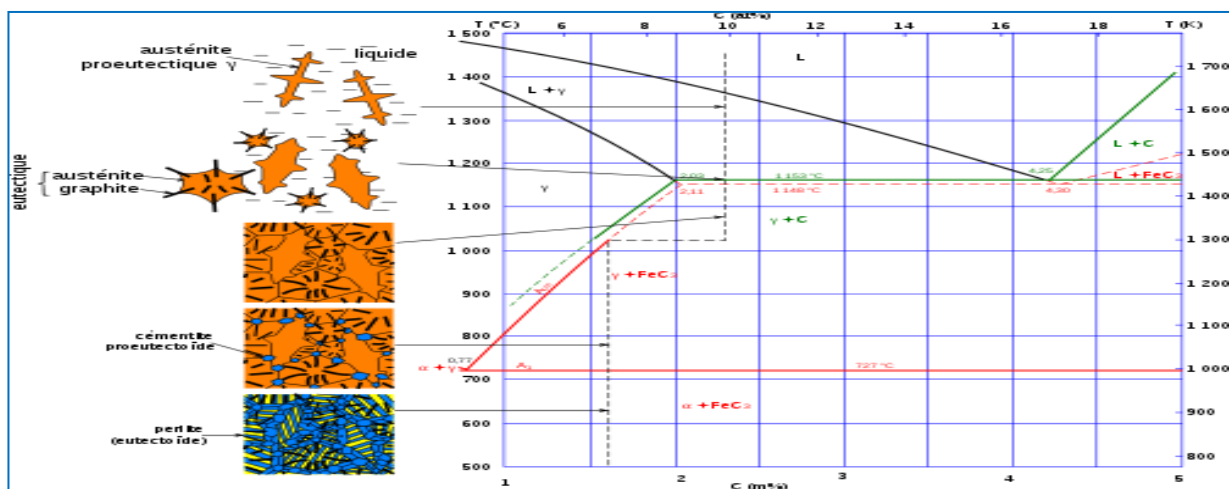 T (°C)
6
8
C (at%)
10
12
14
16
18
T (K)
austénite
proeutectique γ
liquide
eutectique
austénite
graphite
cémentite
proeutectoïde
perlite
(eutectoïde)
1 500
1 400
1 300
1 200
1 100
1 000
900
800
700
600
500
L
L + γ
γ
2,03
1 153 °C
4,25
2,11
1 148 °C
4,30
L + C
L + FeC₃
γ + C
γ + FeC₃
0,77
α + γ
A₁
727 °C
α + FeC₃
1 700
1 600
1 500
1 400
1 300
1 200
1 100
1 000
900
800
1
2
C (m%)
3
4
5